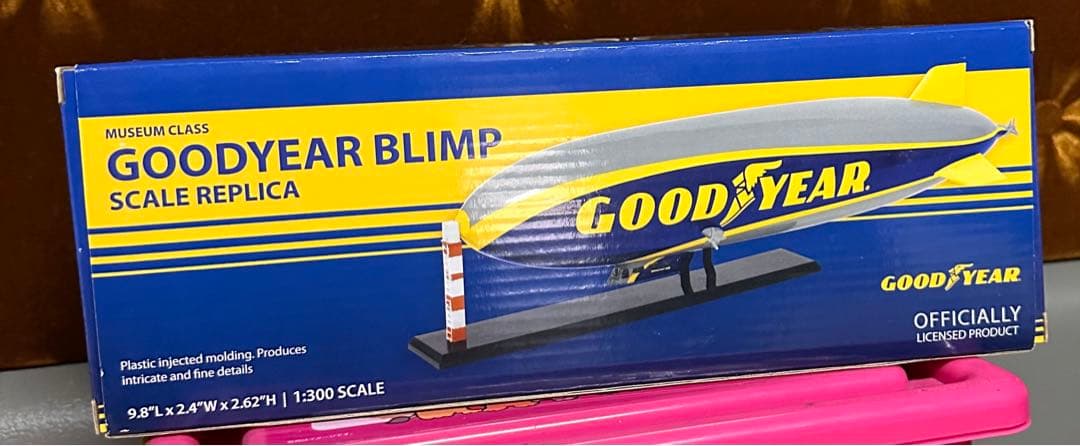 MUSEUM CLASS
GOODYEAR BLIMP
SCALE REPLICA
GOODYEAR
GOODYEAR
OFFICIALLY
LICENSED PRODUCT
Plastic injected molding. Produces
intricate and fine details
9.8"L x 2.4"W x 2.62"H | 1:300 SCALE